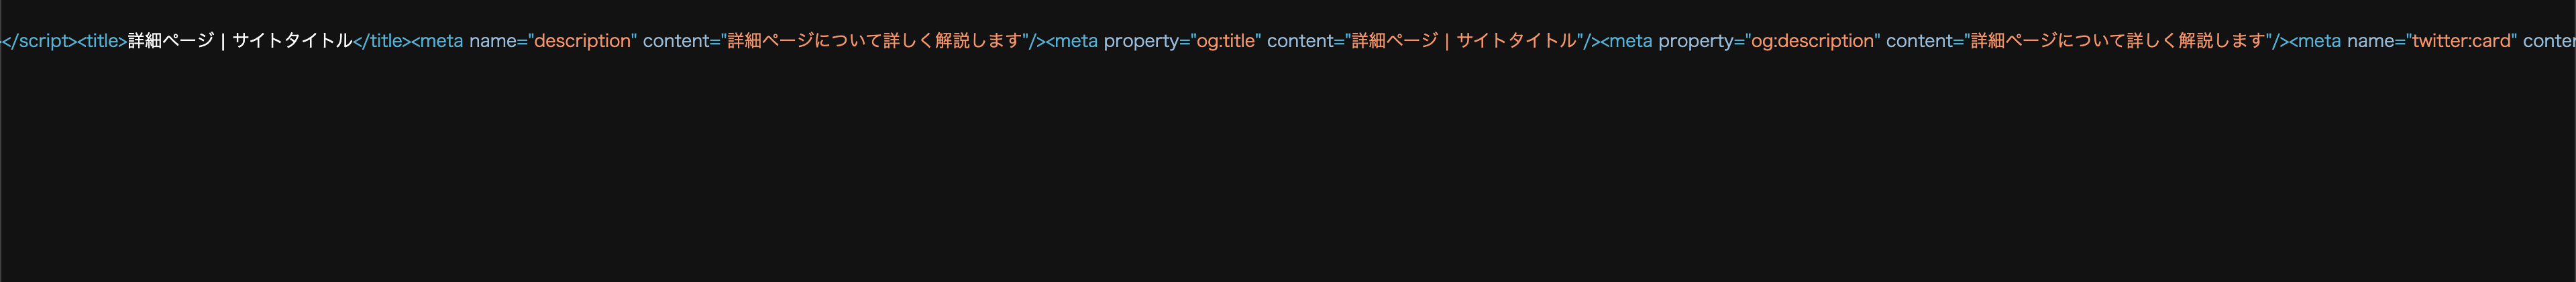 </script><title>詳細ページ | サイトタイトル</title><meta name="description" content="詳細ページについて詳しく解説します"/><meta property="og:title" content="詳細ページ | サイトタイトル"/><meta property="og:description" content="詳細ページについて詳しく解説します"/><meta name="twitter:card"